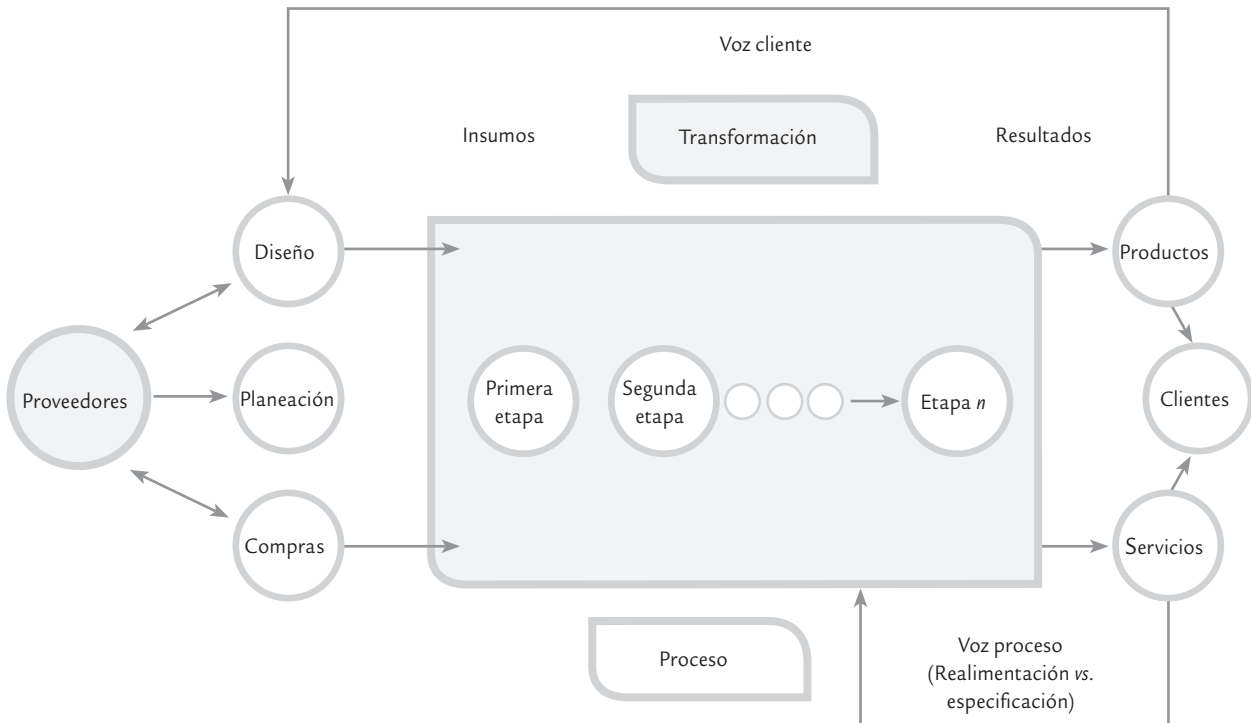 Voz cliente
Insumos
Transformación
Resultados
Diseño
Productos
Proveedores
Planeación
Primera
etapa
Segunda
etapa
Etapa n
Clientes
Compras
Servicios
Proceso
Voz proceso
(Realimentación vs.
especificación)